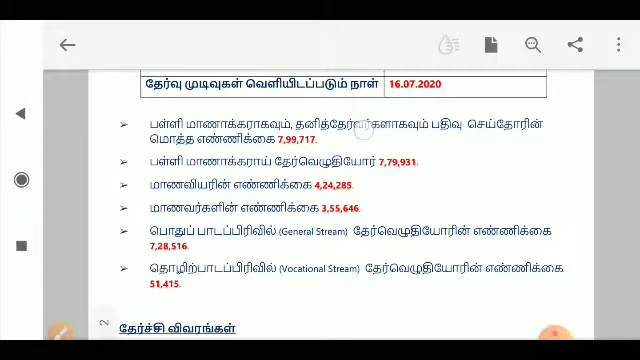 தேர்வு முடிவுகள் வெளியிடப்படும் நாள் 16.07.2020
➢ பள்ளி மாணாக்கராகவும், தனித்தேர்வர்களாகவும் பதிவு செய்தோரின்
மொத்த எண்ணிக்கை 7,99,717.
➢ பள்ளி மாணாக்கராய் தேர்வெழுதியோர் 7,79,931.
➢ மாணவியரின் எண்ணிக்கை 4,24,285.
➢ மாணவர்களின் எண்ணிக்கை 3,55,646.
➢ பொதுப் பாடப்பிரிவில் (General Stream) தேர்வெழுதியோரின் எண்ணிக்கை
7,28,516.
➢ தொழிற்பாடப்பிரிவில் (Vocational Stream) தேர்வெழுதியோரின் எண்ணிக்கை
51,415.
2
தேர்ச்சி விவரங்கள்